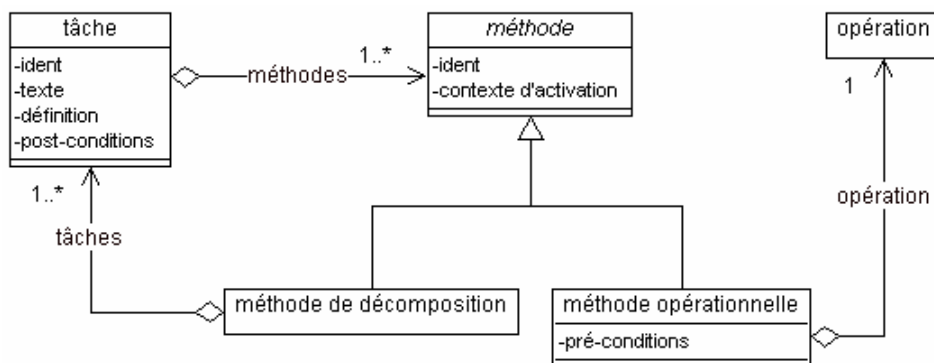 tâche
-ident
-texte
-définition
-post-conditions
méthodes
1..*
méthode
-ident
-contexte d'activation
opération
1
opération
1..*
tâches
méthode de décomposition
méthode opérationnelle
-pré-conditions